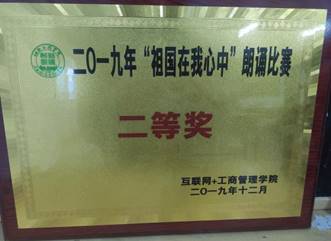 二〇一九年“祖国在我心中”朗诵比赛
二等奖
互联网+工商管理学院
二〇一九年十二月